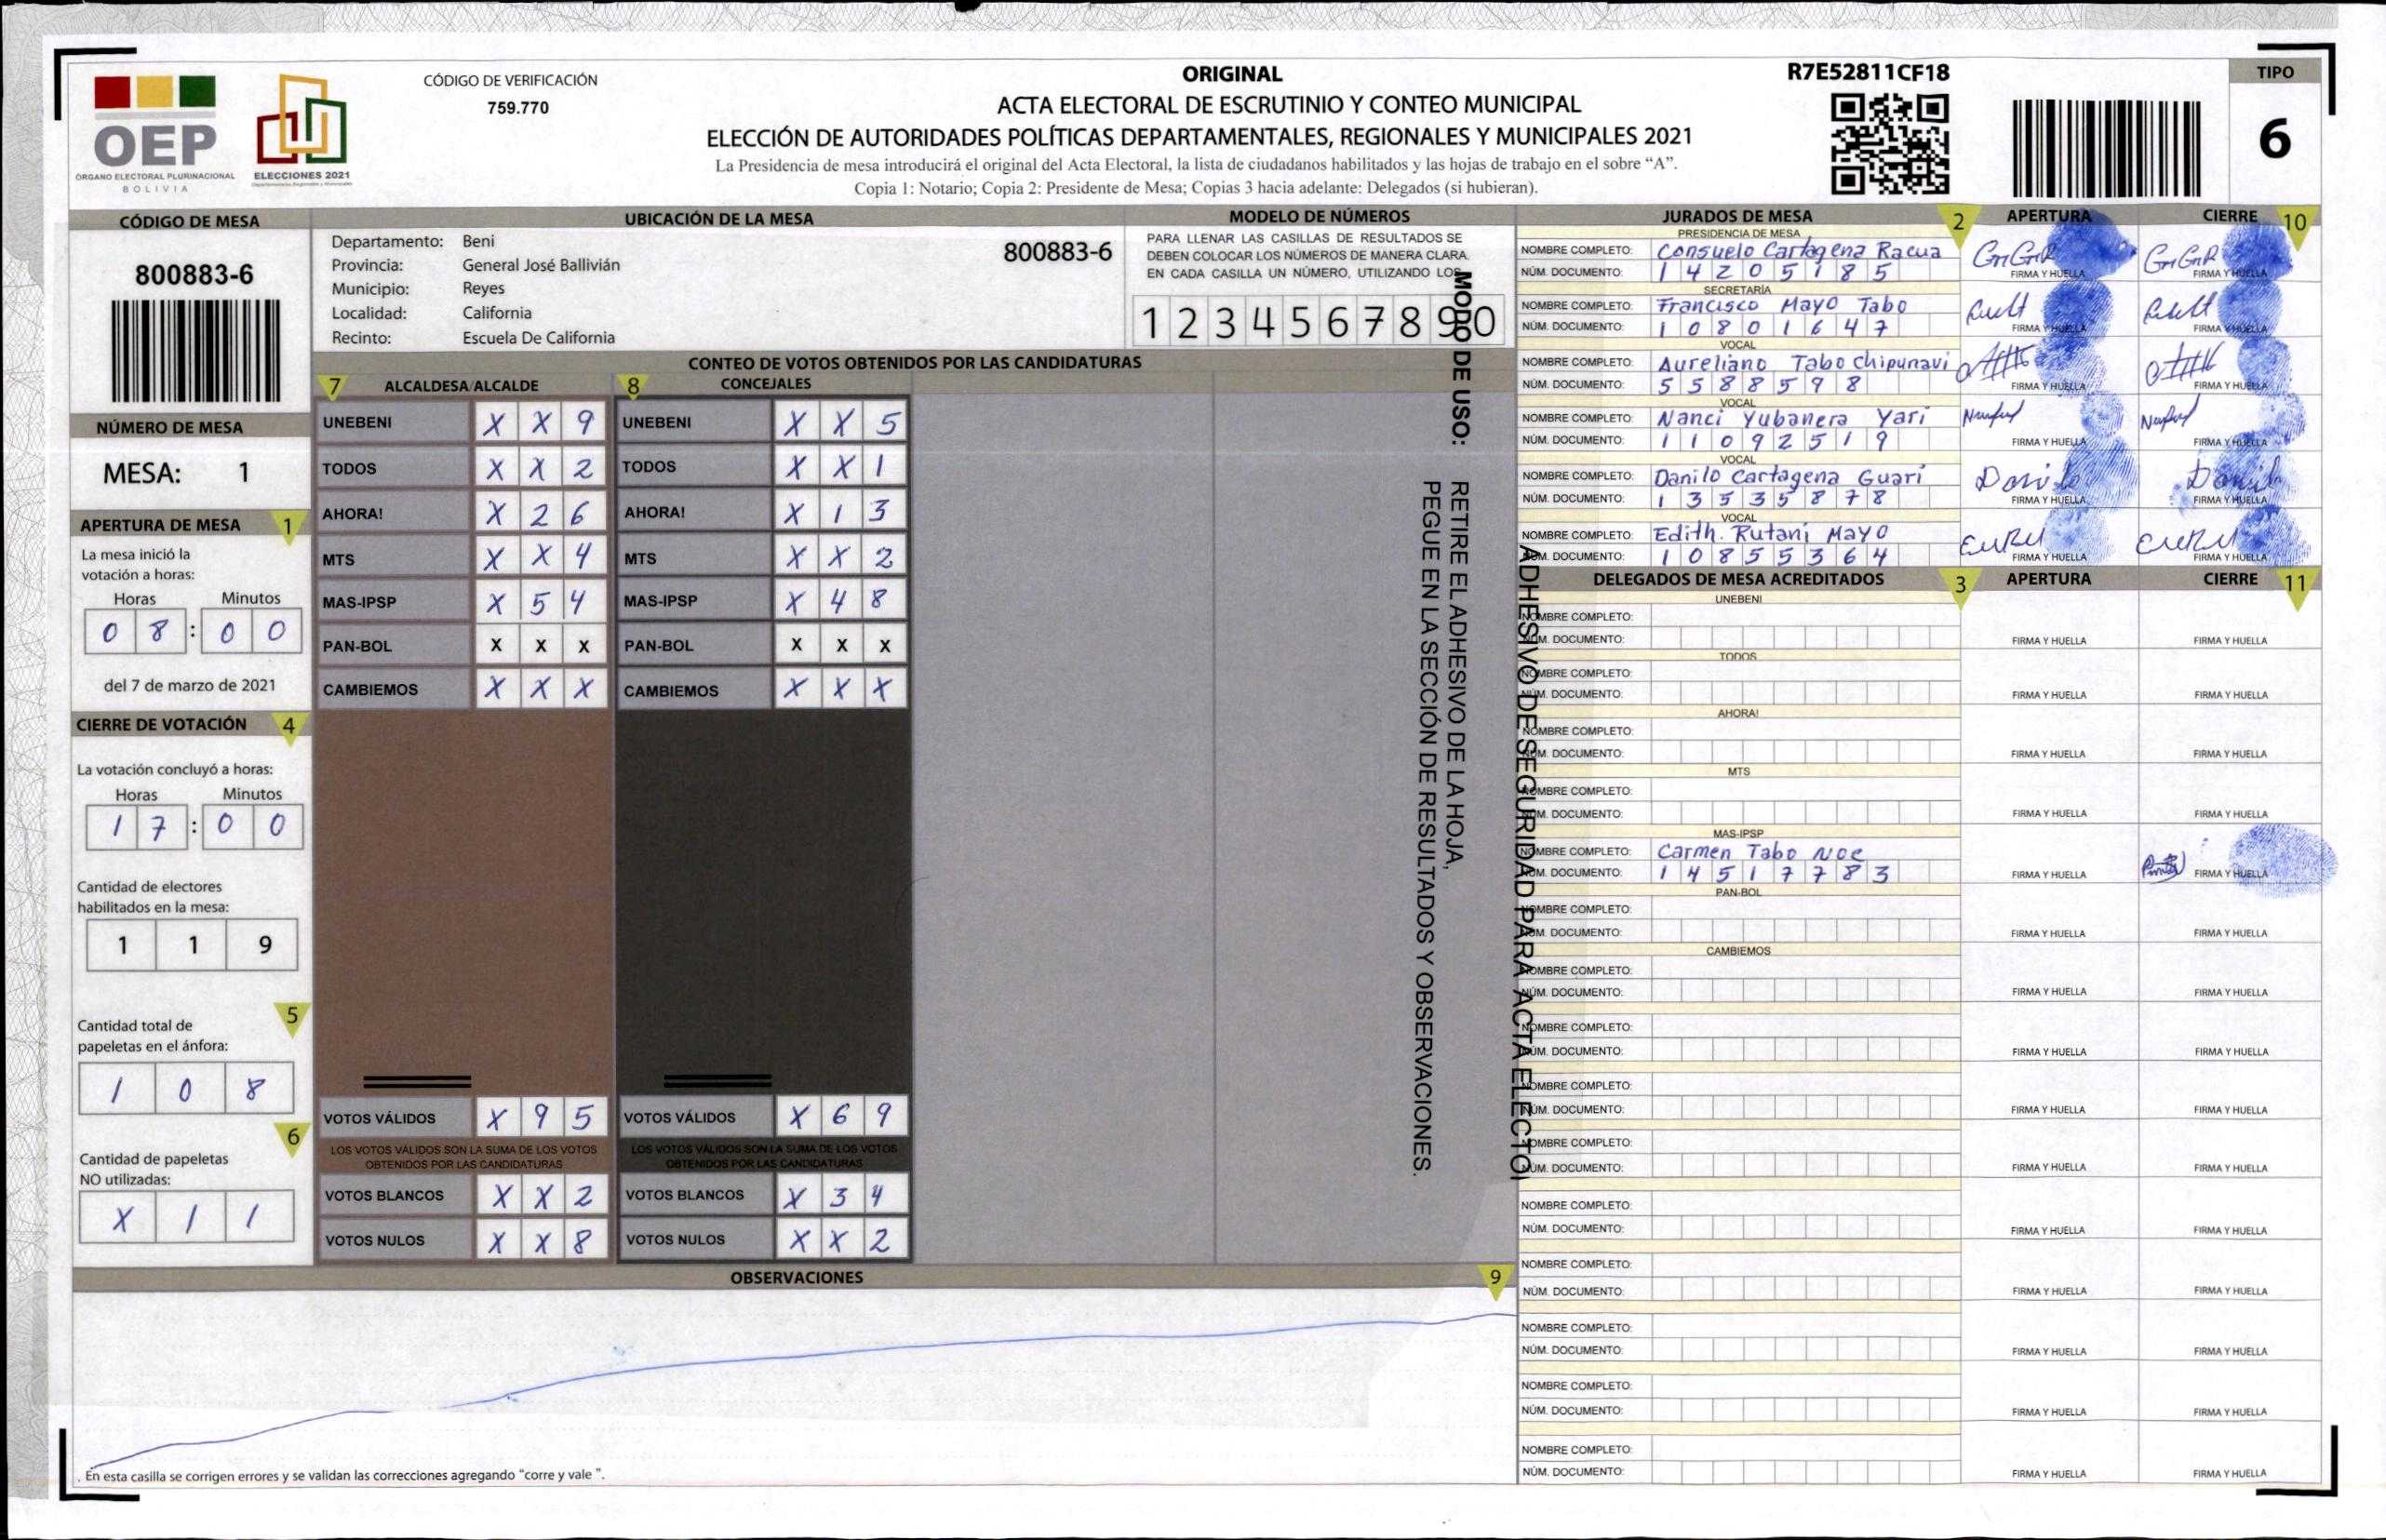 ORIGINAL
ACTA ELECTORAL DE ESCRUTINIO Y CONTEO MUNICIPAL
ELECCIÓN DE AUTORIDADES POLÍTICAS DEPARTAMENTALES, REGIONALES Y MUNICIPALES 2021
La Presidencia de mesa introducirá el original del Acta Electoral, la lista de ciudadanos habilitados y las hojas de trabajo en el sobre “A”.
Copia 1: Notario; Copia 2: Presidente de Mesa; Copias 3 hacia adelante: Delegados (si hubieran).
OEP
ÓRGANO ELECTORAL PLURINACIONAL
BOLIVIA
ELECCIONES 2021
CÓDIGO DE VERIFICACIÓN
759.770
R7E52811CF18
TIPO
6
CÓDIGO DE MESA
800883-6
NÚMERO DE MESA
MESA: 1
APERTURA DE MESA 1
La mesa inició la
votación a horas:
Horas Minutos
0 8 : 0 0
del 7 de marzo de 2021
CIERRE DE VOTACIÓN 4
La votación concluyó a horas:
Horas Minutos
1 7 : 0 0
Cantidad de electores
habilitados en la mesa:
1 1 9
5
Cantidad total de
papeletas en el ánfora:
1 0 8
6
Cantidad de papeletas
NO utilizadas:
X 1 1
UBICACIÓN DE LA MESA
Departamento: Beni
800883-6
Provincia: General José Ballivián
Municipio: Reyes
Localidad: California
Recinto: Escuela De California
MODELO DE NÚMEROS
PARA LLENAR LAS CASILLAS DE RESULTADOS SE
DEBEN COLOCAR LOS NÚMEROS DE MANERA CLARA.
EN CADA CASILLA UN NÚMERO, UTILIZANDO LOS
1 2 3 4 5 6 7 8 9 0
CONTEO DE VOTOS OBTENIDOS POR LAS CANDIDATURAS
7 ALCALDESA/ALCALDE 8 CONCEJALES
UNEBENI X X 9 UNEBENI X X 5
TODOS X X 2 TODOS X X 1
AHORA! X 2 6 AHORA! X 1 3
MTS X X 4 MTS X X 2
MAS-IPSP X 5 4 MAS-IPSP X 4 8
PAN-BOL X X X PAN-BOL X X X
CAMBIEMOS X X X CAMBIEMOS X X X
VOTOS VÁLIDOS X 9 5 VOTOS VÁLIDOS X 6 9
LOS VOTOS VÁLIDOS SON LA SUMA DE LOS VOTOS LOS VOTOS VÁLIDOS SON LA SUMA DE LOS VOTOS
OBTENIDOS POR LAS CANDIDATURAS OBTENIDOS POR LAS CANDIDATURAS
VOTOS BLANCOS X X 2 VOTOS BLANCOS X 3 4
VOTOS NULOS X X 8 VOTOS NULOS X X 2
MODO DE USO:
RETIRE EL ADHESIVO DE LA HOJA,
PEGUE EN LA SECCIÓN DE RESULTADOS Y OBSERVACIONES.
ADHESIVO DE SEGURIDAD PARA ACTA ELECTO
OBSERVACIONES 9
. En esta casilla se corrigen errores y se validan las correcciones agregando “corre y vale ”.
JURADOS DE MESA 2 APERTURA CIERRE 10
PRESIDENCIA DE MESA
NOMBRE COMPLETO: Consuelo Cartagena Racua
NÚM. DOCUMENTO: 1 4 2 0 5 1 8 5 FIRMA Y HUELLA FIRMA Y HUELLA
SECRETARÍA
NOMBRE COMPLETO: Francisco Mayo Tabo
NÚM. DOCUMENTO: 1 0 8 0 1 6 4 7 FIRMA Y HUELLA FIRMA Y HUELLA
VOCAL
NOMBRE COMPLETO: Aureliano Tabo Chipunavi
NÚM. DOCUMENTO: 5 5 8 8 5 9 8 FIRMA Y HUELLA FIRMA Y HUELLA
VOCAL
NOMBRE COMPLETO: Nanci Yubanera Yari
NÚM. DOCUMENTO: 1 1 0 9 2 5 1 9 FIRMA Y HUELLA FIRMA Y HUELLA
VOCAL
NOMBRE COMPLETO: Danilo Cartagena Guari
NÚM. DOCUMENTO: 1 3 5 3 5 8 7 8 FIRMA Y HUELLA FIRMA Y HUELLA
VOCAL
NOMBRE COMPLETO: Edith. Rutani Mayo
NÚM. DOCUMENTO: 1 0 8 5 5 3 6 4 FIRMA Y HUELLA FIRMA Y HUELLA
DELEGADOS DE MESA ACREDITADOS 3 APERTURA CIERRE 11
UNEBENI
NOMBRE COMPLETO:
NÚM. DOCUMENTO: FIRMA Y HUELLA FIRMA Y HUELLA
TODOS
NOMBRE COMPLETO:
NÚM. DOCUMENTO: FIRMA Y HUELLA FIRMA Y HUELLA
AHORA!
NOMBRE COMPLETO:
NÚM. DOCUMENTO: FIRMA Y HUELLA FIRMA Y HUELLA
MTS
NOMBRE COMPLETO:
NÚM. DOCUMENTO: FIRMA Y HUELLA FIRMA Y HUELLA
MAS-IPSP
NOMBRE COMPLETO: Carmen Tabo Noe
NÚM. DOCUMENTO: 1 4 5 1 7 7 8 3 FIRMA Y HUELLA FIRMA Y HUELLA
PAN-BOL
NOMBRE COMPLETO:
NÚM. DOCUMENTO: FIRMA Y HUELLA FIRMA Y HUELLA
CAMBIEMOS
NOMBRE COMPLETO:
NÚM. DOCUMENTO: FIRMA Y HUELLA FIRMA Y HUELLA
NOMBRE COMPLETO:
NÚM. DOCUMENTO: FIRMA Y HUELLA FIRMA Y HUELLA
NOMBRE COMPLETO:
NÚM. DOCUMENTO: FIRMA Y HUELLA FIRMA Y HUELLA
NOMBRE COMPLETO:
NÚM. DOCUMENTO: FIRMA Y HUELLA FIRMA Y HUELLA
NOMBRE COMPLETO:
NÚM. DOCUMENTO: FIRMA Y HUELLA FIRMA Y HUELLA
NOMBRE COMPLETO:
NÚM. DOCUMENTO: FIRMA Y HUELLA FIRMA Y HUELLA
NOMBRE COMPLETO:
NÚM. DOCUMENTO: FIRMA Y HUELLA FIRMA Y HUELLA
NOMBRE COMPLETO:
NÚM. DOCUMENTO: FIRMA Y HUELLA FIRMA Y HUELLA
NOMBRE COMPLETO:
NÚM. DOCUMENTO: FIRMA Y HUELLA FIRMA Y HUELLA